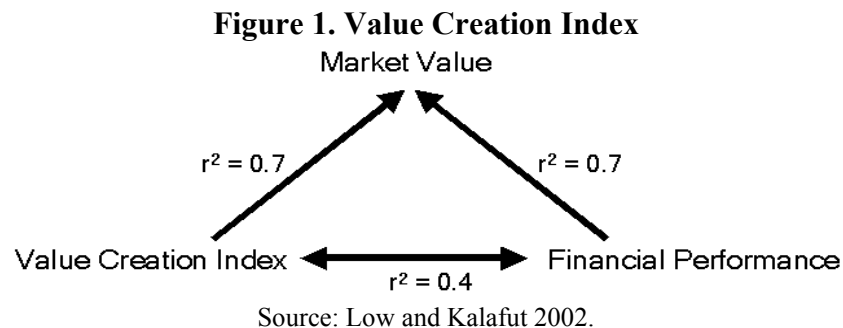 Figure 1. Value Creation Index
Market Value
r² = 0.7
r² = 0.7
Value Creation Index
Financial Performance
r² = 0.4
Source: Low and Kalafut 2002.